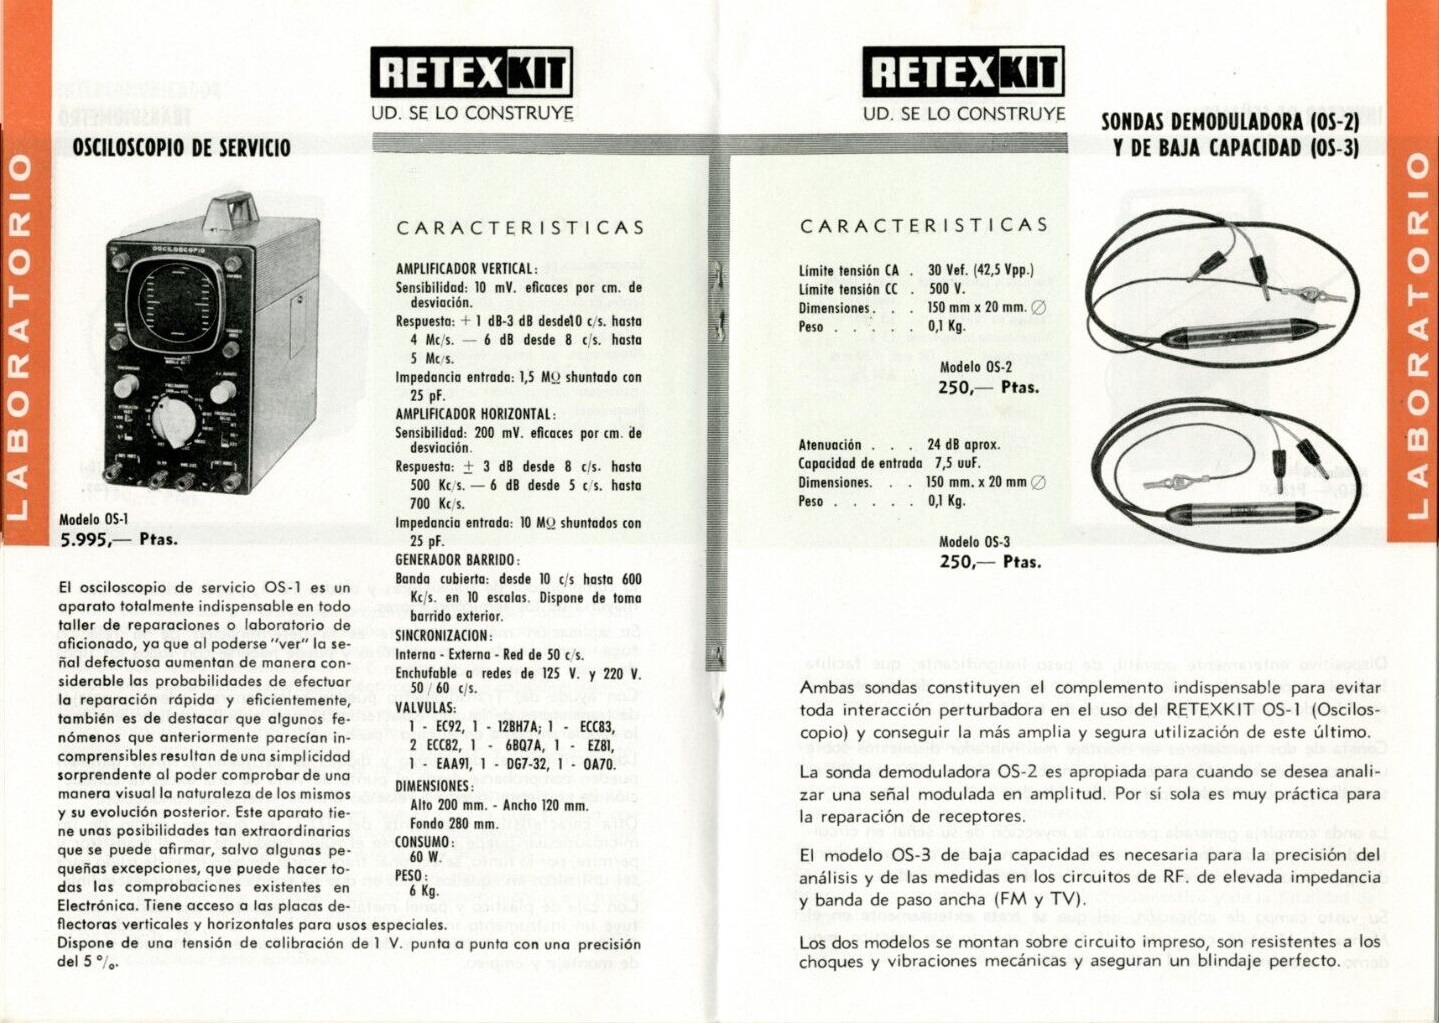 LABORATORIO
OSCILOSCOPIO DE SERVICIO
OSCILOSCOPIO
Modelo OS-1
5.995,— Ptas.
El osciloscopio de servicio OS-1 es un
aparato totalmente indispensable en todo
taller de reparaciones o laboratorio de
aficionado, ya que al poderse "ver" la se-
ñal defectuosa aumentan de manera con-
siderable las probabilidades de efectuar
la reparación rápida y eficientemente,
también es de destacar que algunos fe-
nómenos que anteriormente parecían in-
comprensibles resultan de una simplicidad
sorprendente al poder comprobar de una
manera visual la naturaleza de los mismos
y su evolución posterior. Este aparato tie-
ne unas posibilidades tan extraordinarias
que se puede afirmar, salvo algunas pe-
queñas excepciones, que puede hacer to-
das las comprobaciones existentes en
Electrónica. Tiene acceso a las placas de-
flectoras verticales y horizontales para usos especiales.
Dispone de una tensión de calibración de 1 V. punta a punta con una precisión
del 5 %.
RETEXKIT
UD. SE LO CONSTRUYE
CARACTERISTICAS
AMPLIFICADOR VERTICAL:
Sensibilidad: 10 mV. eficaces por cm. de
desviación.
Respuesta: + 1 dB-3 dB desde10 c/s. hasta
4 Mc/s. — 6 dB desde 8 c/s. hasta
5 Mc/s.
Impedancia entrada: 1,5 MΩ shuntado con
25 pF.
AMPLIFICADOR HORIZONTAL:
Sensibilidad: 200 mV. eficaces por cm. de
desviación.
Respuesta: ± 3 dB desde 8 c/s. hasta
500 Kc/s. — 6 dB desde 5 c/s. hasta
700 Kc/s.
Impedancia entrada: 10 MΩ shuntados con
25 pF.
GENERADOR BARRIDO:
Banda cubierta: desde 10 c/s hasta 600
Kc/s. en 10 escalas. Dispone de toma
barrido exterior.
SINCRONIZACION:
Interna - Externa - Red de 50 c/s.
Enchufable a redes de 125 V. y 220 V.
50/60 c/s.
VALVULAS:
1 - EC92, 1 - 12BH7A; 1 - ECC83,
2 ECC82, 1 - 6BQ7A, 1 - EZ81,
1 - EAA91, 1 - DG7-32, 1 - OA70.
DIMENSIONES:
Alto 200 mm. - Ancho 120 mm.
Fondo 280 mm.
CONSUMO:
60 W.
PESO:
6 Kg.
RETEXKIT
UD. SE LO CONSTRUYE
SONDAS DEMODULADORA (OS-2)
Y DE BAJA CAPACIDAD (OS-3)
LABORATORIO
CARACTERISTICAS
Límite tensión CA . 30 Vef. (42,5 Vpp.)
Límite tensión CC . 500 V.
Dimensiones . . . 150 mm x 20 mm. ∅
Peso . . . . . 0,1 Kg.
Modelo OS-2
250,— Ptas.
Atenuación . . . 24 dB aprox.
Capacidad de entrada 7,5 uuF.
Dimensiones. . . 150 mm. x 20 mm ∅
Peso . . . . . 0,1 Kg.
Modelo OS-3
250,— Ptas.
Ambas sondas constituyen el complemento indispensable para evitar
toda interacción perturbadora en el uso del RETEXKIT OS-1 (Oscilos-
copio) y conseguir la más amplia y segura utilización de este último.
La sonda demoduladora OS-2 es apropiada para cuando se desea anali-
zar una señal modulada en amplitud. Por sí sola es muy práctica para
la reparación de receptores.
El modelo OS-3 de baja capacidad es necesaria para la precisión del
análisis y de las medidas en los circuitos de RF. de elevada impedancia
y banda de paso ancha (FM y TV).
Los dos modelos se montan sobre circuito impreso, son resistentes a los
choques y vibraciones mecánicas y aseguran un blindaje perfecto.